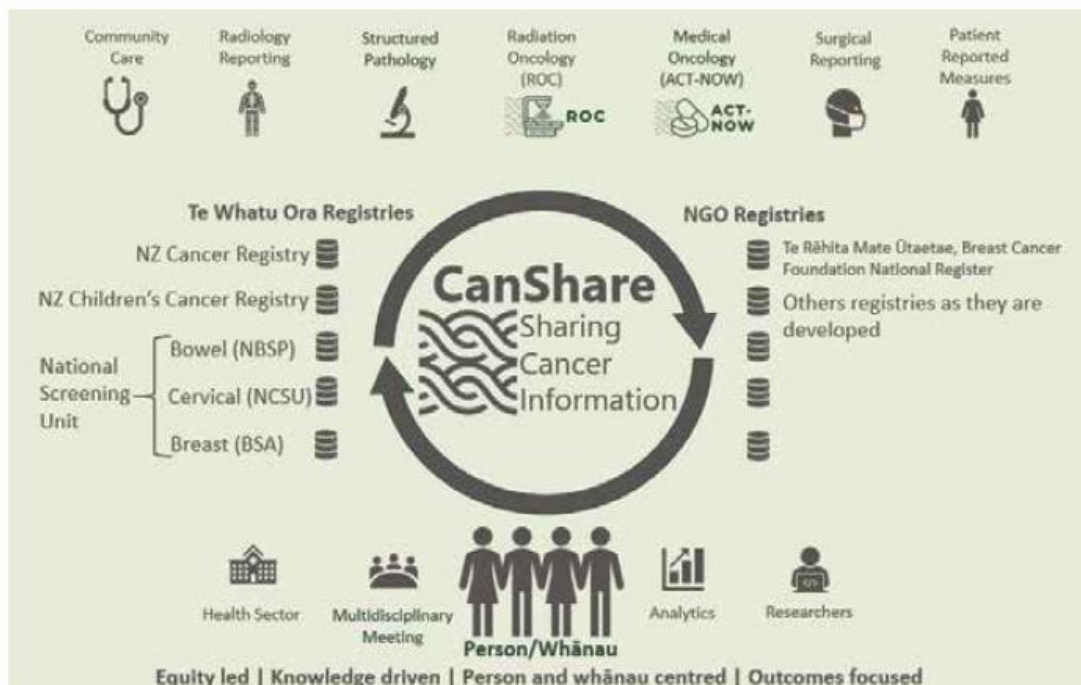 Community
Care
Radiology
Reporting
Structured
Pathology
Radiation
Oncology
(ROC)
ROC
Medical
Oncology
(ACT-NOW)
ACT-
NOW
Surgical
Reporting
Patient
Reported
Measures
Te Whatu Ora Registries
NZ Cancer Registry
NZ Children's Cancer Registry
National
Screening
Unit
Bowel (NBSP)
Cervical (NCSU)
Breast (BSA)
CanShare
Sharing
Cancer
Information
NGO Registries
Te Rēhita Mate Ūtaetae, Breast Cancer
Foundation National Register
Others registries as they are
developed
Health Sector
Multidisciplinary
Meeting
Person/Whānau
Analytics
</>
Researchers
Equity led | Knowledge driven | Person and whānau centred | Outcomes focused